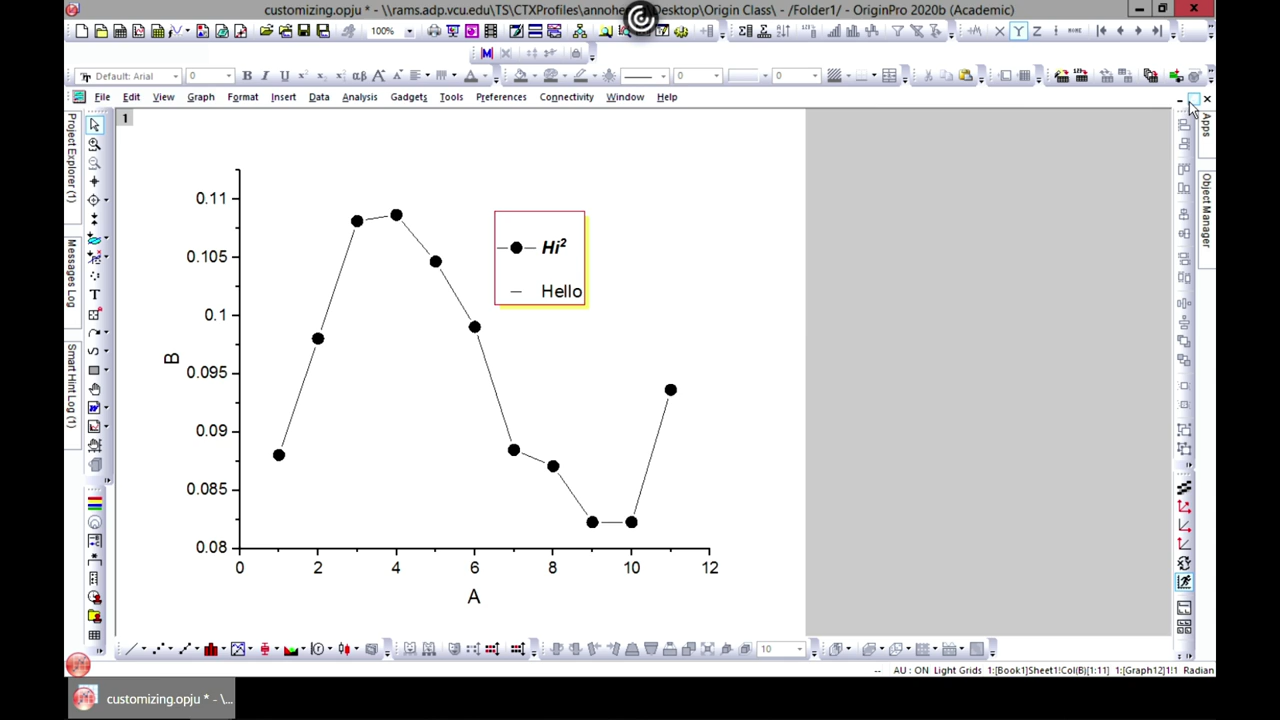 customizing.opju * - \\rams.adp.vcu.edu\TS\CTXProfiles\annohe Desktop\Origin Class\ - /Folder1/ - OriginPro 2020b (Academic)
100%
Default: Arial 0 B I U αβ A A A 0 0
File Edit View Graph Format Insert Data Analysis Gadgets Tools Preferences Connectivity Window Help
Project Explorer (1)
Messages Log
Smart Hint Log (1)
Apps
Object Manager
1
0.11
0.105
0.1
0.095
0.09
0.085
0.08
B
Hi²
Hello
0 2 4 6 8 10 12
A
10
-- AU : ON Light Grids 1:[Book1]Sheet1!Col(B)[1:11] 1:[Graph12]1!1 Radian
customizing.opju * - \...